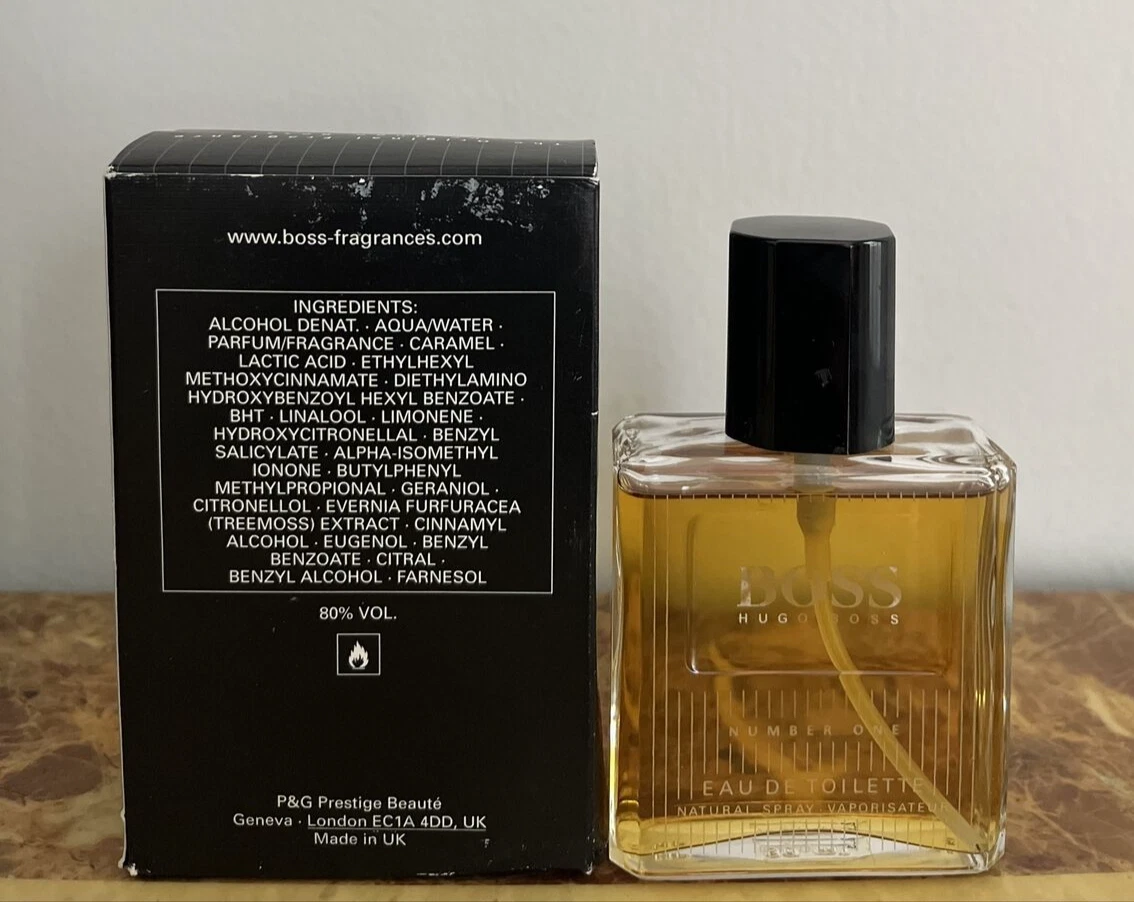 www.boss-fragrances.com
INGREDIENTS:
ALCOHOL DENAT. · AQUA/WATER ·
PARFUM/FRAGRANCE · CARAMEL ·
LACTIC ACID · ETHYLHEXYL
METHOXYCINNAMATE · DIETHYLAMINO
HYDROXYBENZOYL HEXYL BENZOATE ·
BHT · LINALOOL · LIMONENE ·
HYDROXYCITRONELLAL · BENZYL
SALICYLATE · ALPHA-ISOMETHYL
IONONE · BUTYLPHENYL
METHYLPROPIONAL · GERANIOL ·
CITRONELLOL · EVERNIA FURFURACEA
(TREEMOSS) EXTRACT · CINNAMYL
ALCOHOL · EUGENOL · BENZYL
BENZOATE · CITRAL ·
BENZYL ALCOHOL · FARNESOL
80% VOL.
P&G Prestige Beauté
Geneva · London EC1A 4DD, UK
Made in UK
BOSS
HUGO BOSS
NUMBER ONE
EAU DE TOILETTE
NATURAL SPRAY . VAPORISATEUR